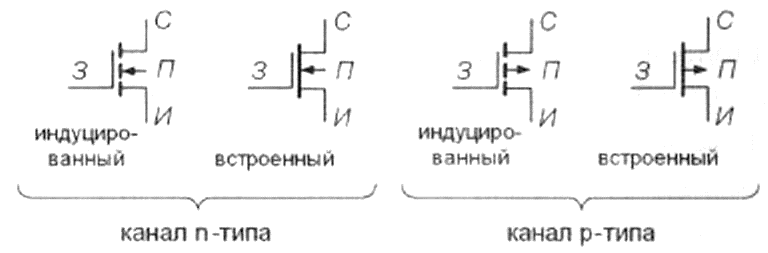 С С С С
З П З П З П З П
И И И И
индуциро-
ванный
встроенный
индуциро-
ванный
встроенный
канал n-типа
канал p-типа